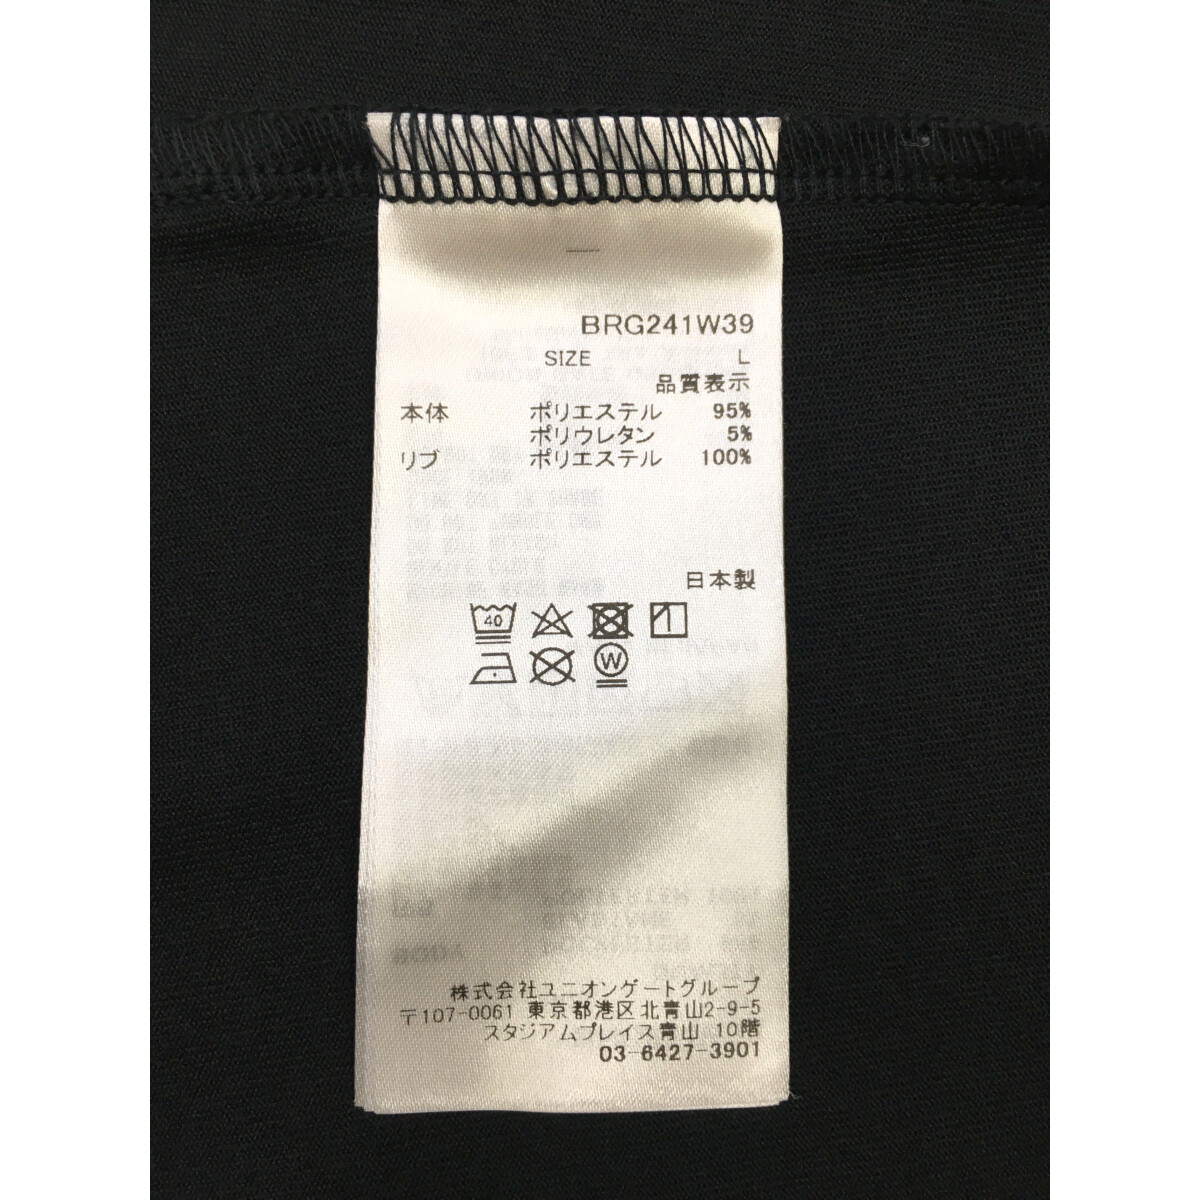 BRG241W39
SIZE L
品質表示
本体 ポリエステル 95%
ポリウレタン 5%
リブ ポリエステル 100%
日本製
40
W
株式会社ユニオンゲートグループ
〒107-0061 東京都港区北青山2-9-5
スタジアムプレイス青山 10階
03-6427-3901